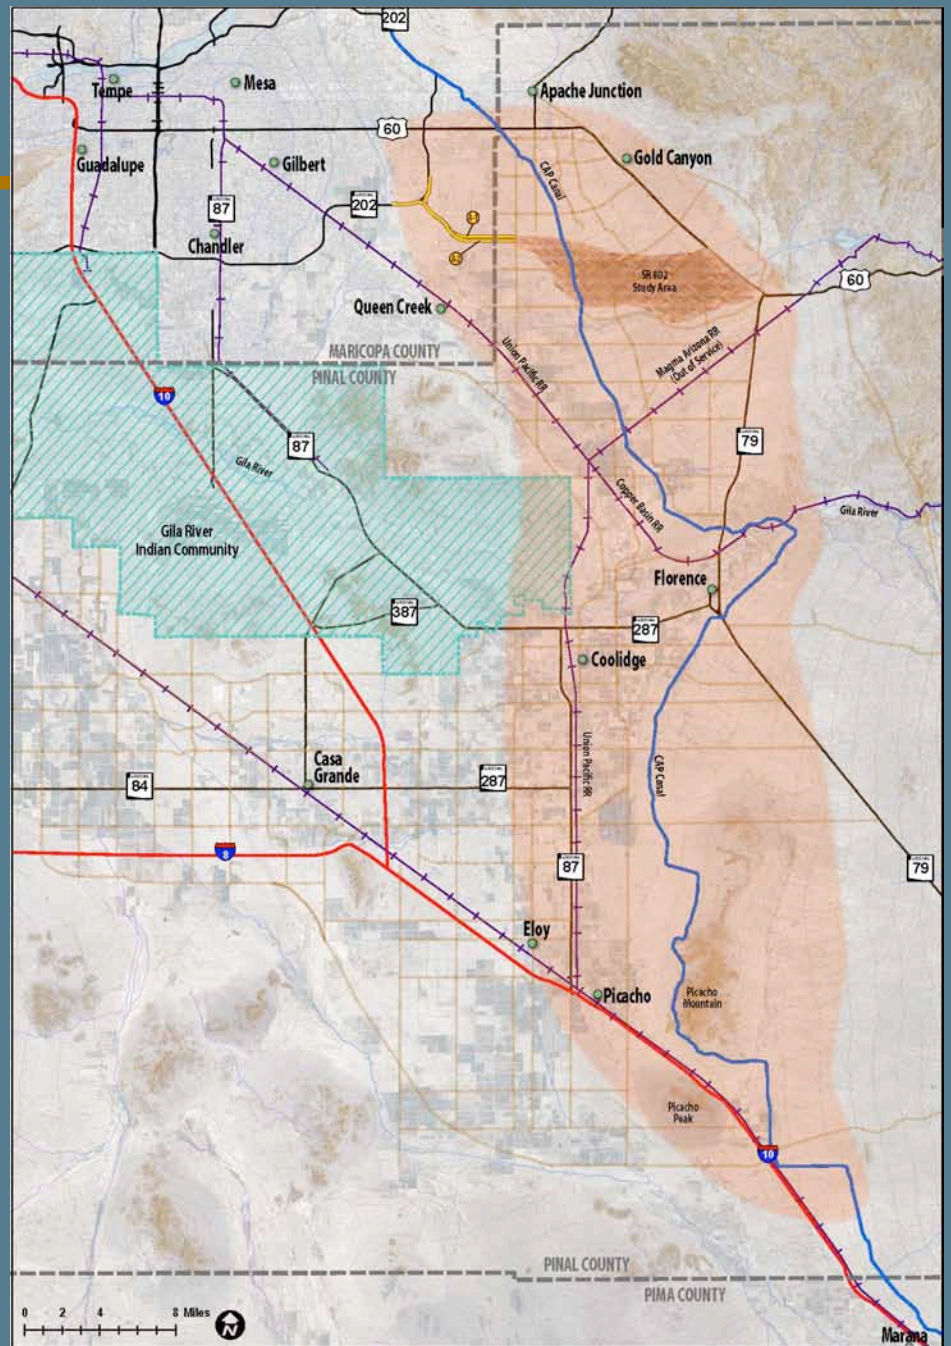 202
Tempe
Mesa
Apache Junction
60
Guadalupe
Gilbert
Gold Canyon
CAP Canal
87
202
Chandler
SR 802
Study Area
60
Queen Creek
MARICOPA COUNTY
PINAL COUNTY
Union Pacific RR
Magma Arizona RR
(Out of Service)
10
87
79
Gila River
Copper Basin RR
Gila River
Gila River
Indian Community
Florence
387
287
Coolidge
Union Pacific RR
CAP Canal
Casa
Grande
84
287
8
87
79
Eloy
Picacho
Picacho
Mountain
Picacho
Peak
10
PINAL COUNTY
PIMA COUNTY
0 2 4 8 Miles
N
Marana